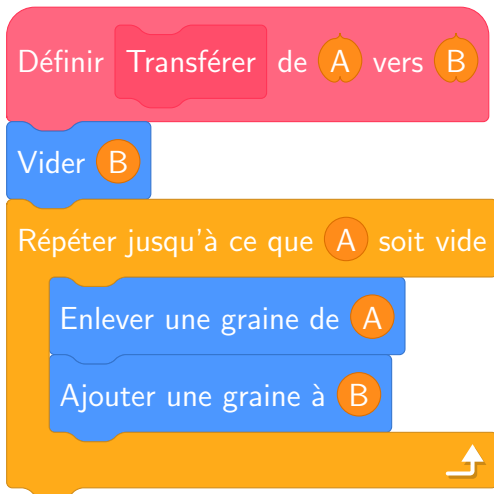 Définir Transférer de A vers B
Vider B
Répéter jusqu'à ce que A soit vide
Enlever une graine de A
Ajouter une graine à B